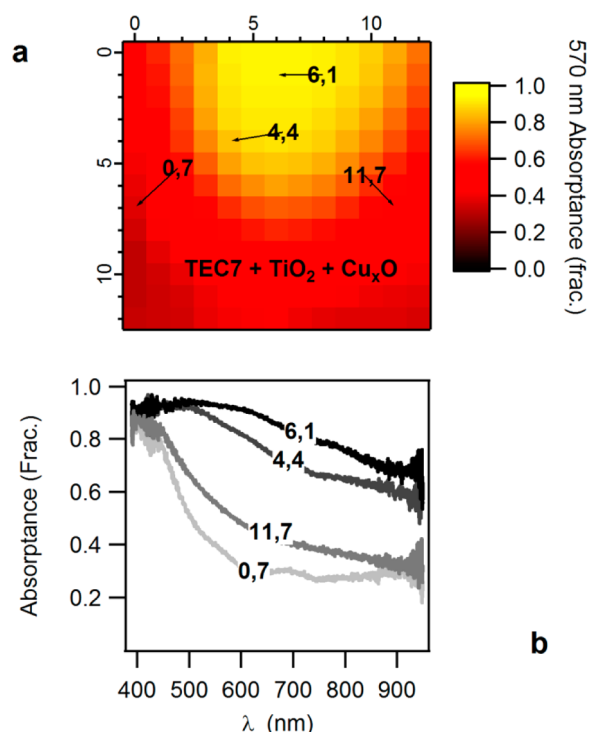 a
0 5 10
0
5
10
6,1
4,4
0,7
11,7
TEC7 + TiO₂ + CuₓO
1.0
0.8
0.6
0.4
0.2
0.0
570 nm Absorptance (frac.)
1.0
0.8
0.6
0.4
0.2
Absorptance (Frac.)
6,1
4,4
11,7
0,7
b
400 500 600 700 800 900
λ (nm)